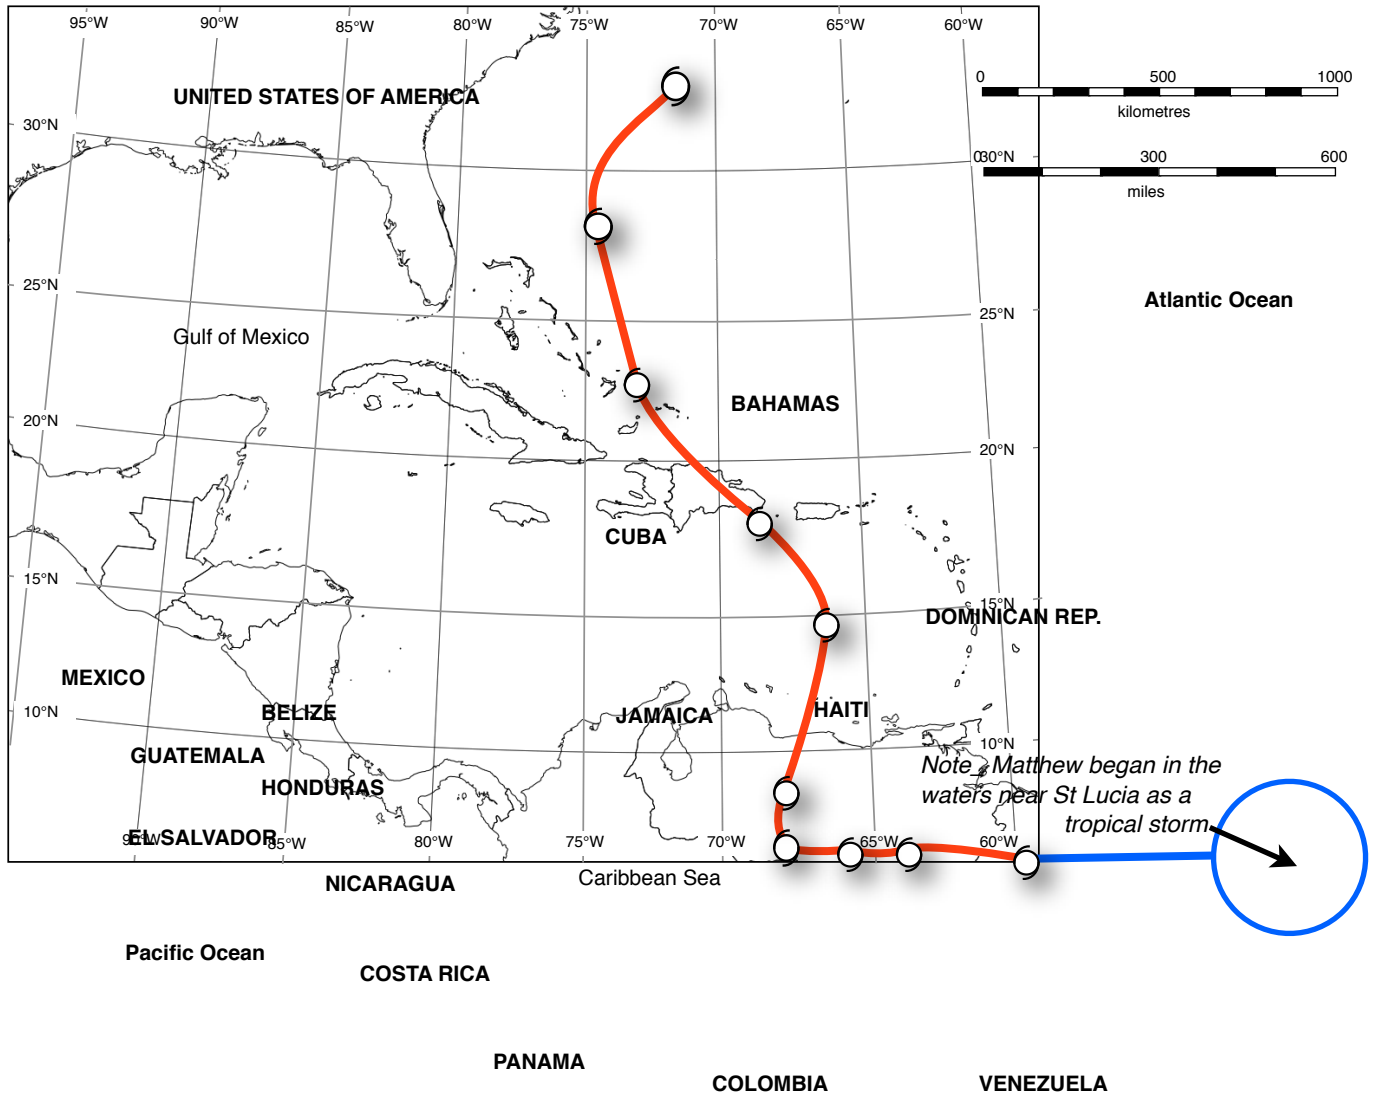 95°W 90°W 85°W 80°W 75°W 70°W 65°W 60°W
0 500 1000
kilometres
UNITED STATES OF AMERICA
30°N
030°N 300 600
miles
25°N
Atlantic Ocean
25°N
Gulf of Mexico
BAHAMAS
20°N
20°N
CUBA
15°N
15°N
DOMINICAN REP.
MEXICO
10°N
BELIZE
JAMAICA
HAITI
10°N
GUATEMALA
Note_ Matthew began in the
waters near St Lucia as a
tropical storm
HONDURAS
EL SALVADOR
90°W 85°W 80°W 75°W 70°W 65°W 60°W
NICARAGUA
Caribbean Sea
Pacific Ocean
COSTA RICA
PANAMA
COLOMBIA
VENEZUELA